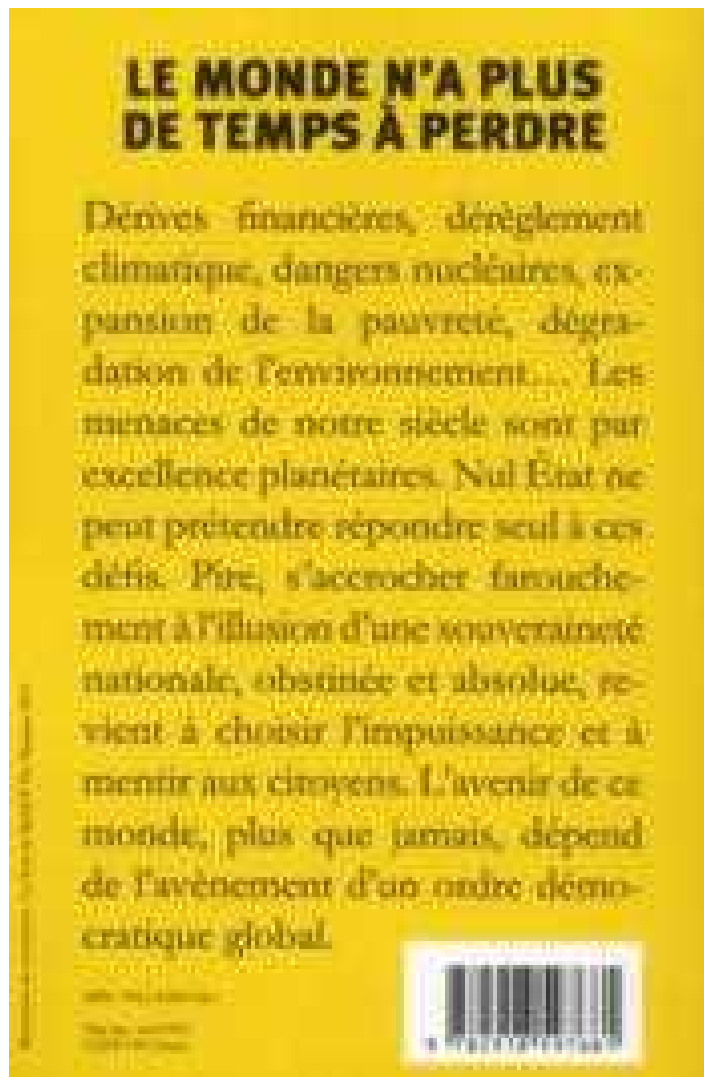 LE MONDE N'A PLUS
DE TEMPS À PERDRE
Dérives financières, dérèglement
climatique, dangers nucléaires, ex-
pansion de la pauvreté, dégra-
dation de l'environnement… Les
menaces de notre siècle sont par
excellence planétaires. Nul État ne
peut prétendre répondre seul à ces
défis. Pire, s'accrocher farouche-
ment à l'illusion d'une souveraineté
nationale, obstinée et absolue, re-
vient à choisir l'impuissance et à
mentir aux citoyens. L'avenir de ce
monde, plus que jamais, dépend
de l'avènement d'un ordre démo-
cratique global.